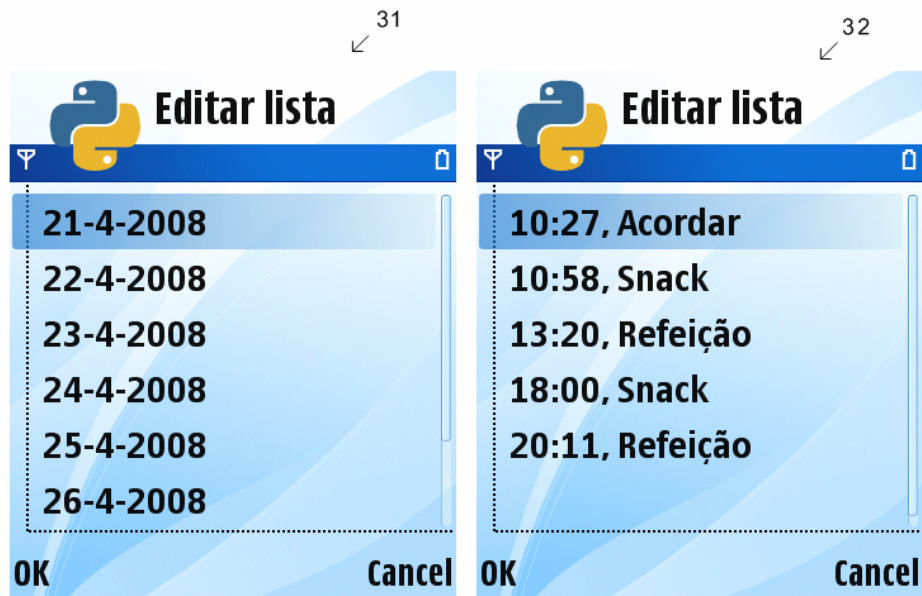 31
Editar lista
21-4-2008
22-4-2008
23-4-2008
24-4-2008
25-4-2008
26-4-2008
OK Cancel
32
Editar lista
10:27, Acordar
10:58, Snack
13:20, Refeição
18:00, Snack
20:11, Refeição
OK Cancel